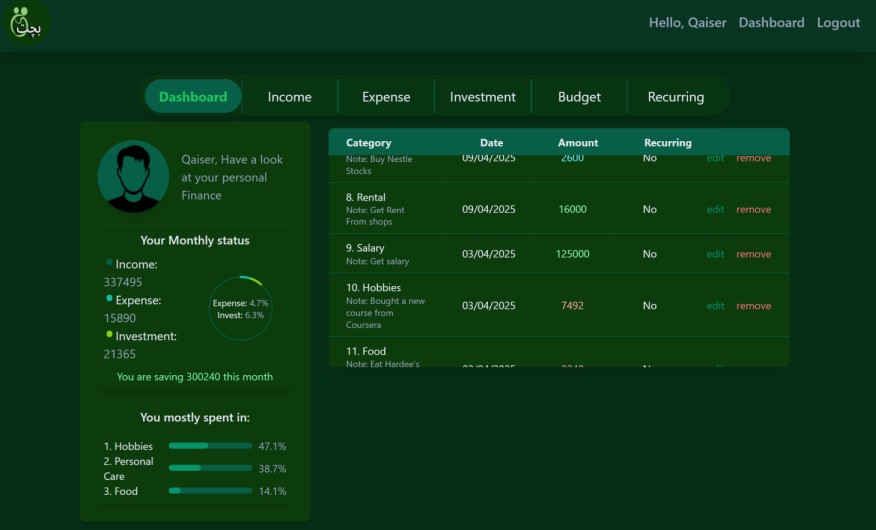 بچت
Hello, Qaiser Dashboard Logout
Dashboard Income Expense Investment Budget Recurring
Qaiser, Have a look
at your personal
Finance
Your Monthly status
Income:
337495
Expense:
15890
Investment:
21365
Expense: 4.7%
Invest: 6.3%
You are saving 300240 this month
You mostly spent in:
1. Hobbies 47.1%
2. Personal
Care 38.7%
3. Food 14.1%
Category Date Amount Recurring
Note: Buy Nestle
Stocks
09/04/2025 2600 No edit remove
8. Rental
Note: Get Rent
From shops
09/04/2025 16000 No edit remove
9. Salary
Note: Get salary
03/04/2025 125000 No edit remove
10. Hobbies
Note: Bought a new
course from
Coursera
03/04/2025 7492 No edit remove
11. Food
Note: Eat Hardee's